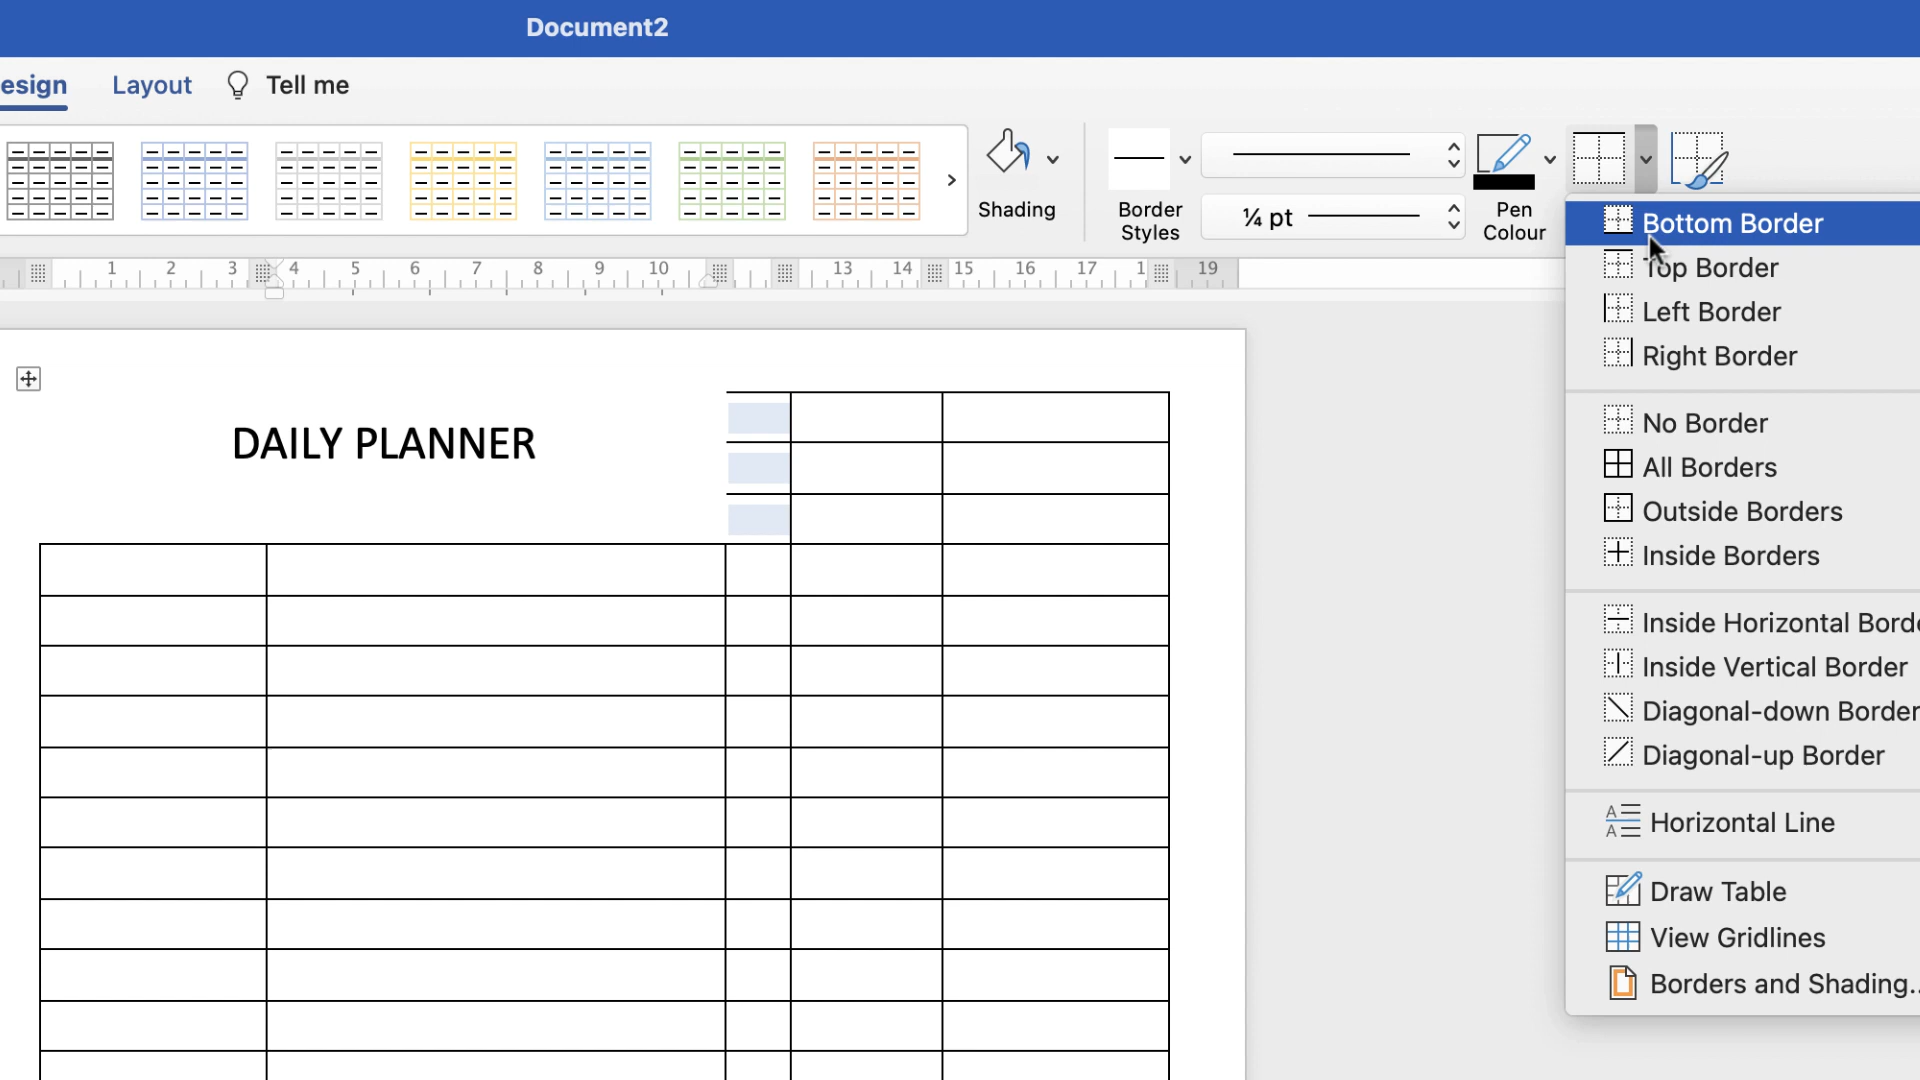 Document2
esign Layout Tell me
Shading
Border
Styles
¼ pt
Pen
Colour
1 2 3 4 5 6 7 8 9 10 13 14 15 16 17 1 19
DAILY PLANNER
Bottom Border
Top Border
Left Border
Right Border
No Border
All Borders
Outside Borders
Inside Borders
Inside Horizontal Borde
Inside Vertical Border
Diagonal-down Border
Diagonal-up Border
A
A
Horizontal Line
Draw Table
View Gridlines
Borders and Shading..